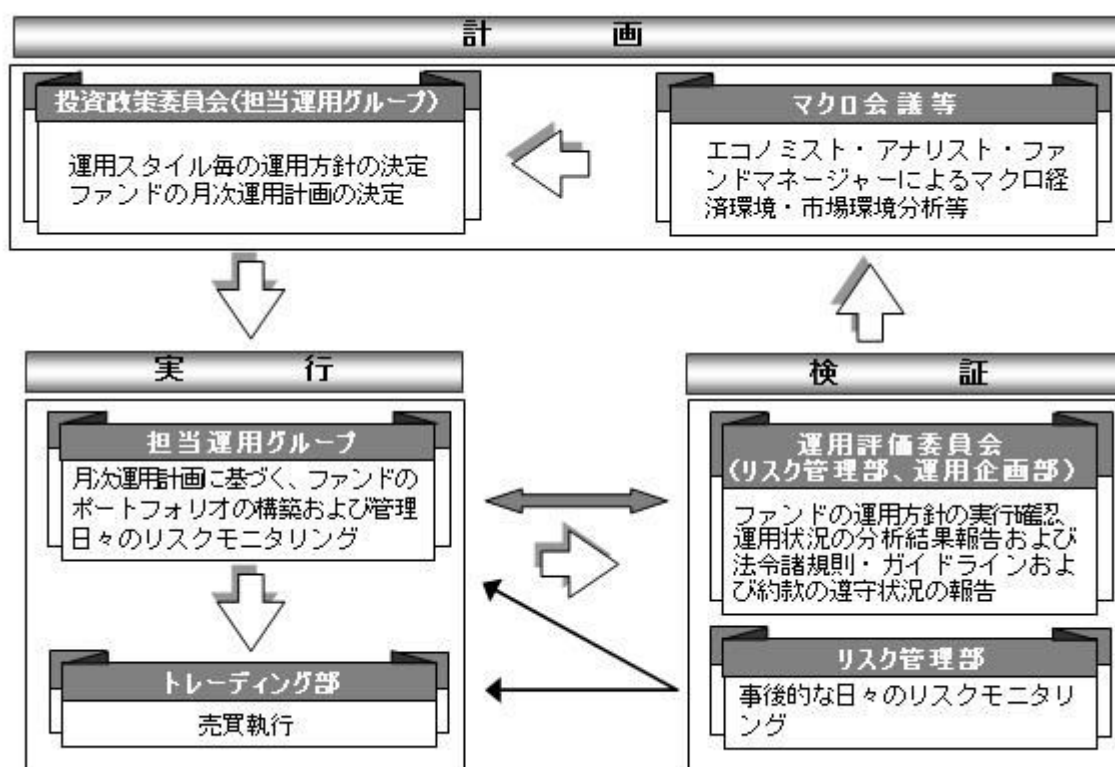 計画
投資政策委員会(担当運用グループ)
運用スタイル毎の運用方針の決定
ファンドの月次運用計画の決定
マクロ会議等
エコノミスト・アナリスト・ファ
ンドマネージャーによるマクロ経
済環境・市場環境分析等
実行
担当運用グループ
月次運用計画に基づく、ファンドの
ポートフォリオの構築および管理
日々のリスクモニタリング
トレーディング部
売買執行
検証
運用評価委員会
(リスク管理部、運用企画部)
ファンドの運用方針の実行確認、
運用状況の分析結果報告および
法令諸規則・ガイドラインおよ
び約款の遵守状況の報告
リスク管理部
事後的な日々のリスクモニタリ
ング